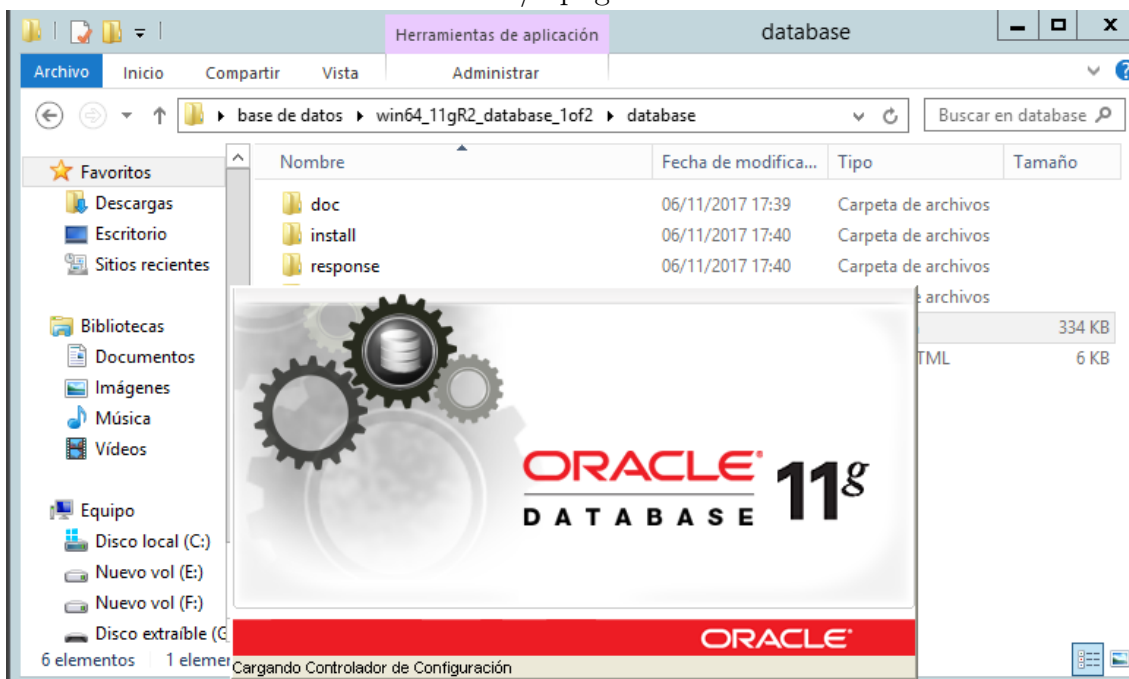 database
Herramientas de aplicación
Archivo Inicio Compartir Vista Administrar
base de datos win64_11gR2_database_1of2 database Buscar en database
Nombre Fecha de modifica... Tipo Tamaño
Favoritos
Descargas doc 06/11/2017 17:39 Carpeta de archivos
Escritorio install 06/11/2017 17:40 Carpeta de archivos
Sitios recientes response 06/11/2017 17:40 Carpeta de archivos
archivos
Bibliotecas 334 KB
Documentos TML 6 KB
Imágenes
Música
Vídeos
ORACLE 11g
DATABASE
Equipo
Disco local (C:)
Nuevo vol (E:)
Nuevo vol (F:)
Disco extraíble (G
ORACLE
6 elementos 1 elemen
Cargando Controlador de Configuración